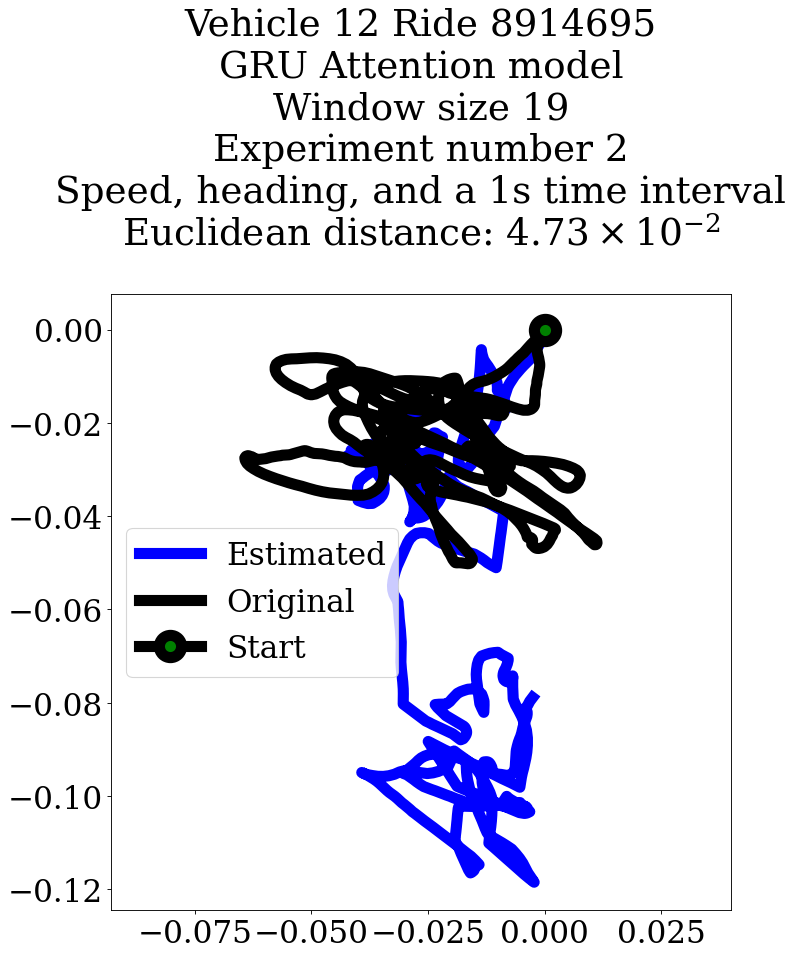 Vehicle 12 Ride 8914695
GRU Attention model
Window size 19
Experiment number 2
Speed, heading, and a 1s time interval
Euclidean distance: 4.73 × 10⁻²
0.00
−0.02
−0.04
−0.06
−0.08
−0.10
−0.12
Estimated
Original
Start
−0.075 −0.050 −0.025 0.000 0.025